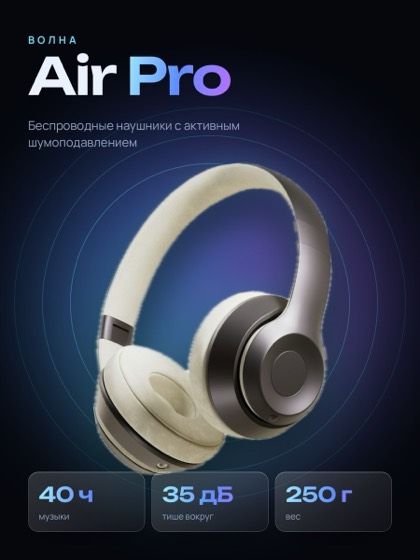 ВОЛНА
Air Pro
Беспроводные наушники с активным
шумоподавлением
40 ч
музыки
35 дБ
тише вокруг
250 г
вес